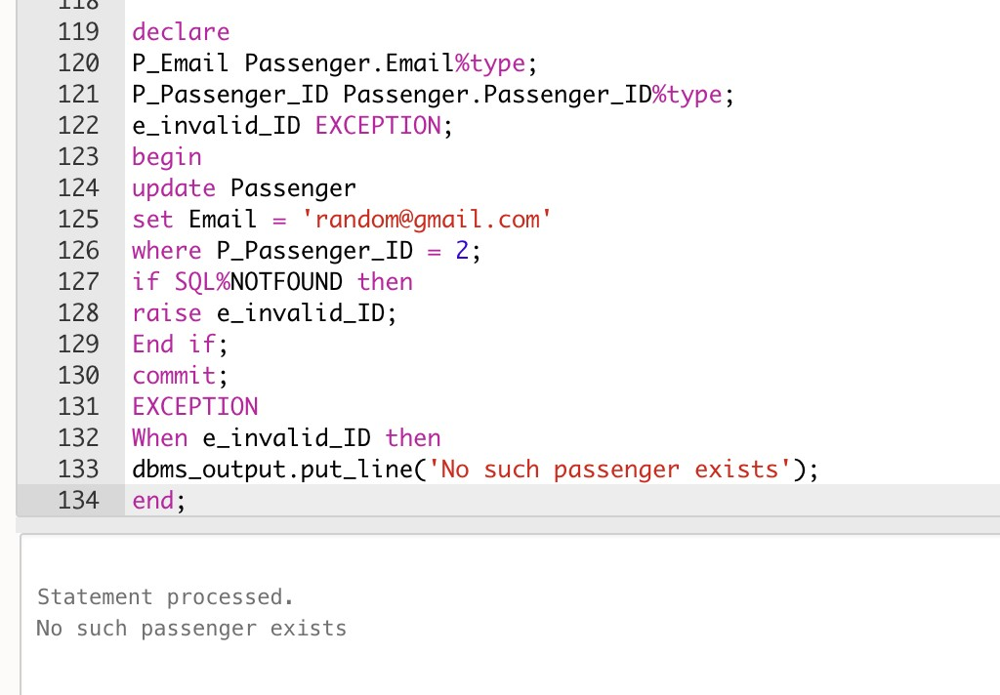 118
119 declare
120 P_Email Passenger.Email%type;
121 P_Passenger_ID Passenger.Passenger_ID%type;
122 e_invalid_ID EXCEPTION;
123 begin
124 update Passenger
125 set Email = 'random@gmail.com'
126 where P_Passenger_ID = 2;
127 if SQL%NOTFOUND then
128 raise e_invalid_ID;
129 End if;
130 commit;
131 EXCEPTION
132 When e_invalid_ID then
133 dbms_output.put_line('No such passenger exists');
134 end;
Statement processed.
No such passenger exists